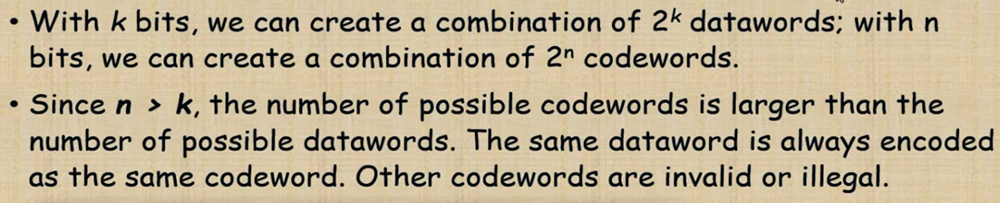 • With k bits, we can create a combination of 2ᵏ datawords; with n
bits, we can create a combination of 2ⁿ codewords.
• Since n > k, the number of possible codewords is larger than the
number of possible datawords. The same dataword is always encoded
as the same codeword. Other codewords are invalid or illegal.